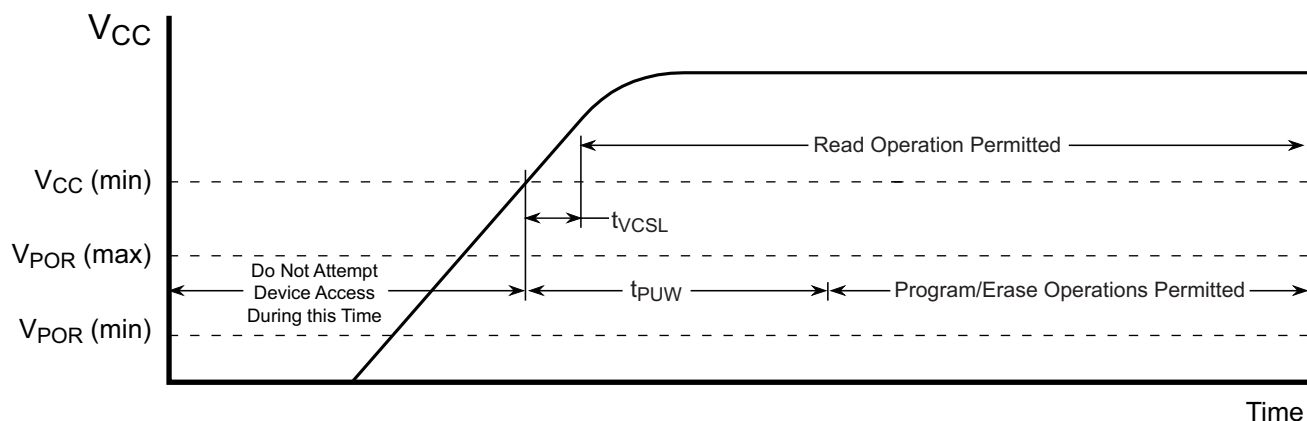 VCC
Read Operation Permitted
VCC (min)
tVCSL
VPOR (max)
Do Not Attempt
Device Access
During this Time
tPUW
Program/Erase Operations Permitted
VPOR (min)
Time